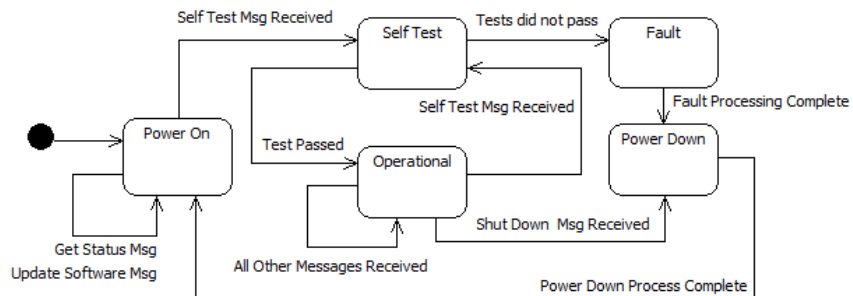 Self Test Msg Received
Self Test
Tests did not pass
Fault
Self Test Msg Received
Fault Processing Complete
Power On
Test Passed
Operational
Power Down
Get Status Msg
Update Software Msg
All Other Messages Received
Shut Down Msg Received
Power Down Process Complete